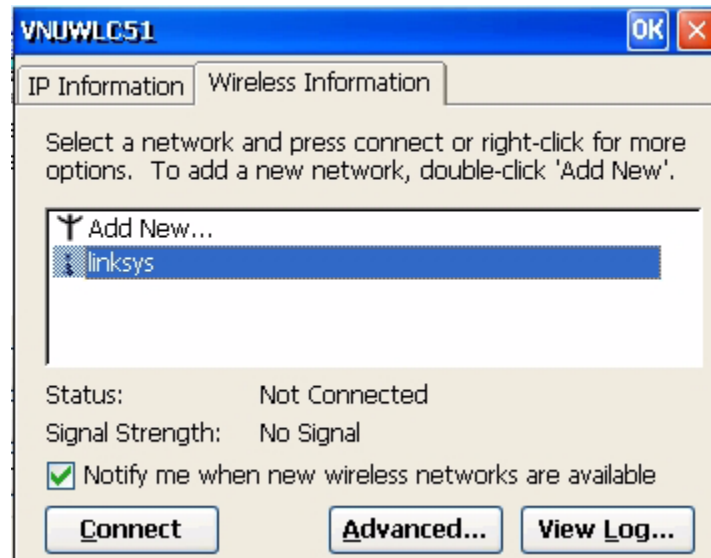 VNUWLC51 OK
IP Information Wireless Information
Select a network and press connect or right-click for more
options. To add a new network, double-click 'Add New'.
Add New...
linksys
Status: Not Connected
Signal Strength: No Signal
Notify me when new wireless networks are available
Connect Advanced... View Log...